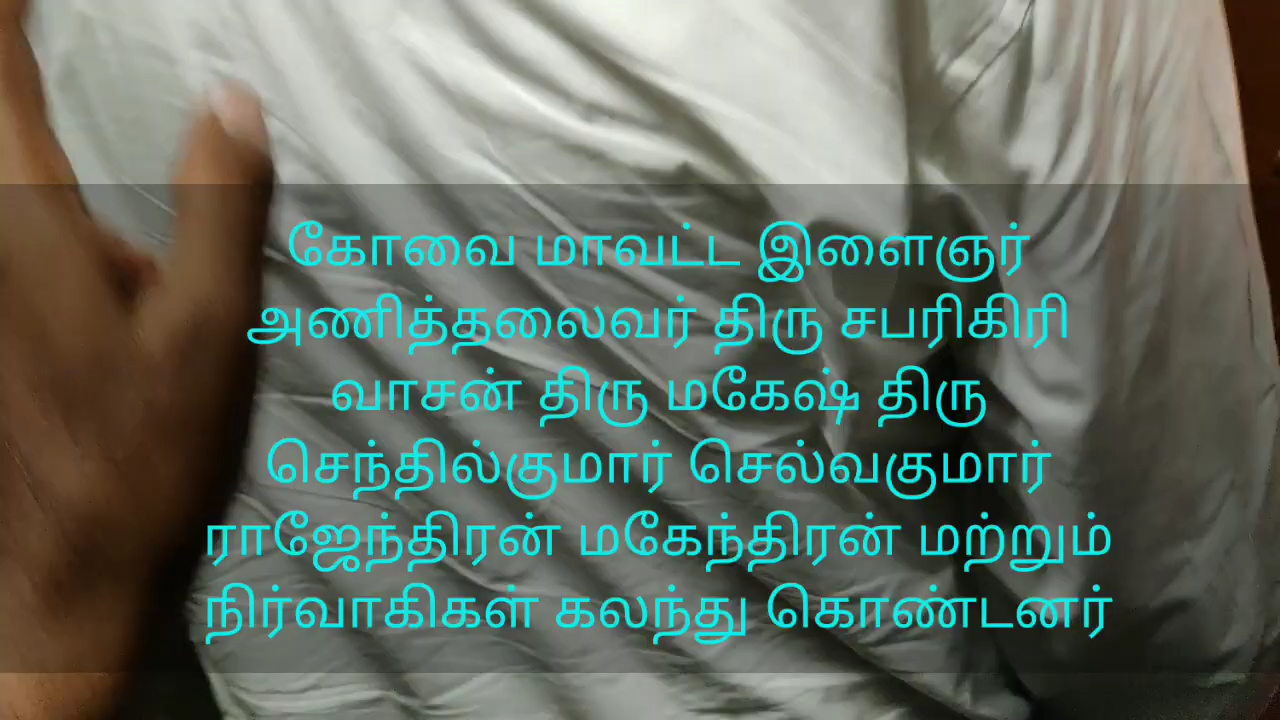 கோவை மாவட்ட இளைஞர்
அணித்தலைவர் திரு சபரிகிரி
வாசன் திரு மகேஷ் திரு
செந்தில்குமார் செல்வகுமார்
ராஜேந்திரன் மகேந்திரன் மற்றும்
நிர்வாகிகள் கலந்து கொண்டனர்